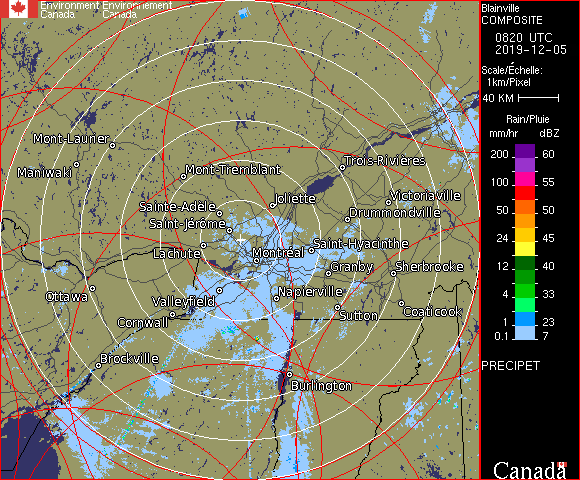 Environment Environnement
Canada Canada
Mont-Laurier
Maniwaki
Mont-Tremblant
Trois-Rivières
Sainte-Adèle
Joliette
Victoriaville
Saint-Jérôme
Drummondville
Lachute
Montréal
Saint-Hyacinthe
Granby
Sherbrooke
Ottawa
Valleyfield
Napierville
Cornwall
Sutton
Coaticook
Brockville
Burlington
Blainville
COMPOSITE
0820 UTC
2019-12-05
Scale/Échelle:
1km/Pixel
40 KM
Rain/Pluie
mm/hr dBZ
200 60
100 55
50 50
24 45
12 40
4 33
1 23
0.1 7
PRECIPET
Canada